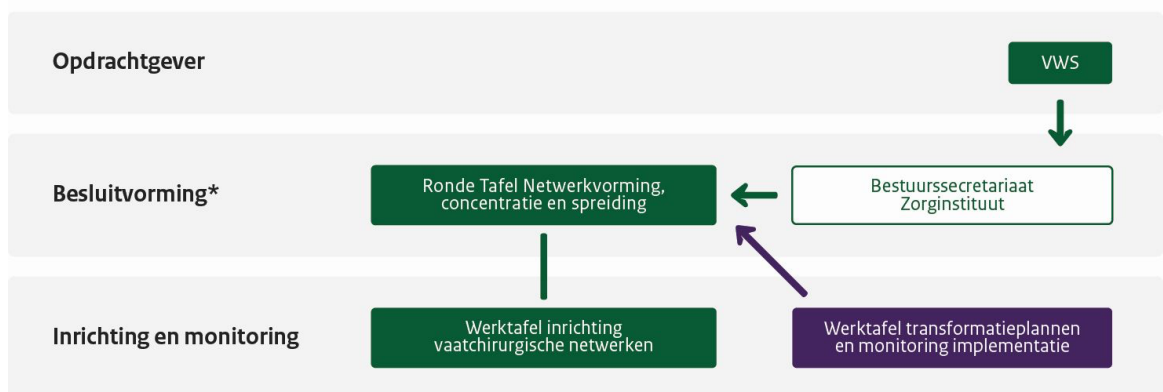 Opdrachtgever
VWS
Besluitvorming*
Ronde Tafel Netwerkvorming,
concentratie en spreiding
Bestuurssecretariaat
Zorginstituut
Inrichting en monitoring
Werktafel inrichting
vaatchirurgische netwerken
Werktafel transformatieplannen
en monitoring implementatie